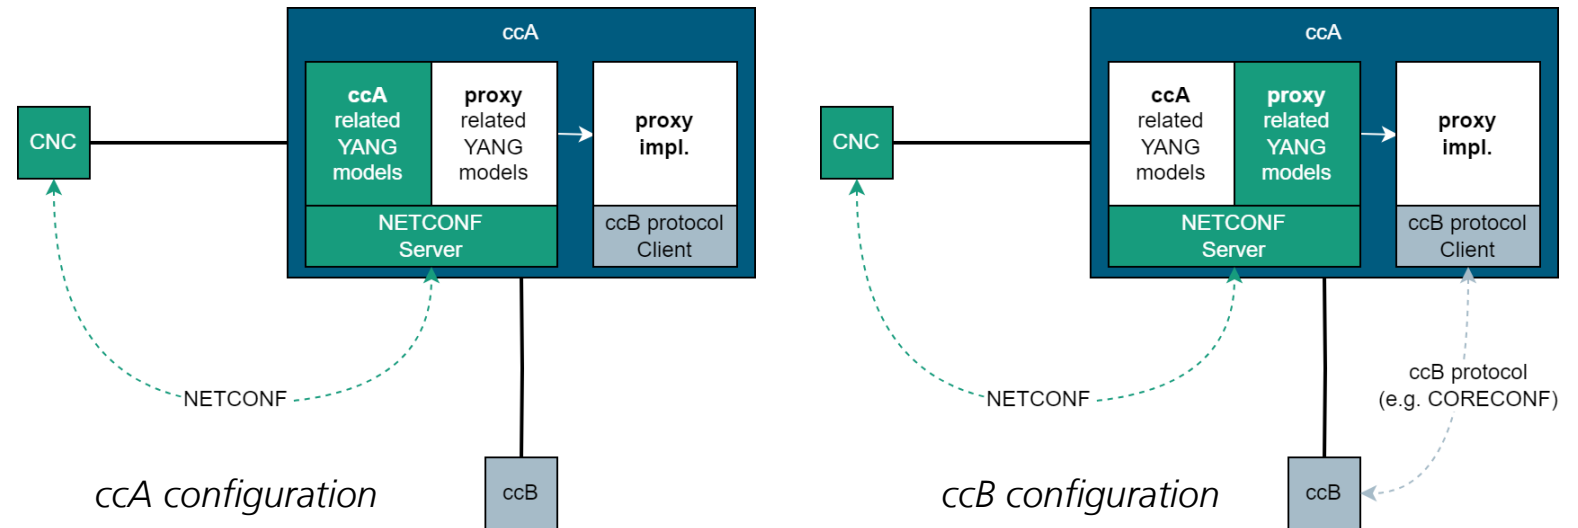 ccA
ccA
related
YANG
models
proxy
related
YANG
models
proxy
impl.
CNC
NETCONF
Server
ccB protocol
Client
NETCONF
ccB
ccA configuration
ccA
ccA
related
YANG
models
proxy
related
YANG
models
proxy
impl.
CNC
NETCONF
Server
ccB protocol
Client
NETCONF
ccB protocol
(e.g. CORECONF)
ccB
ccB configuration